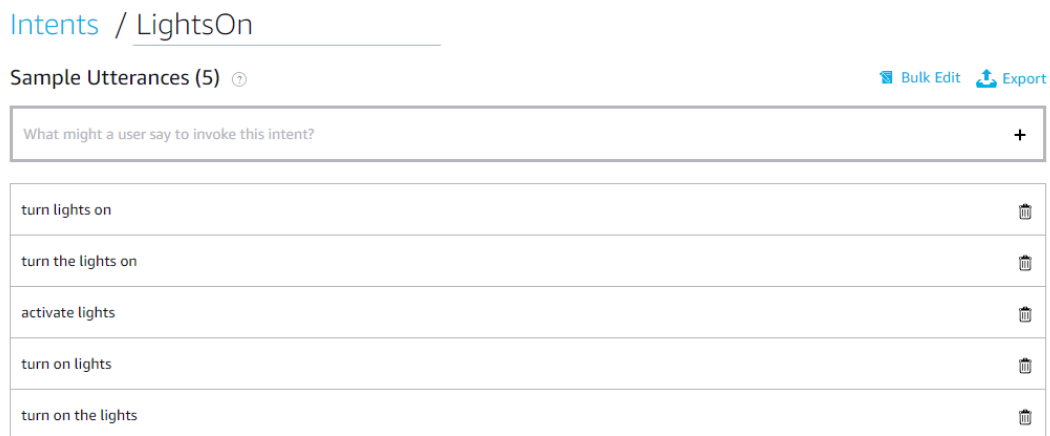 Intents / LightsOn
Sample Utterances (5) ?
Bulk Edit Export
What might a user say to invoke this intent? +
turn lights on
turn the lights on
activate lights
turn on lights
turn on the lights